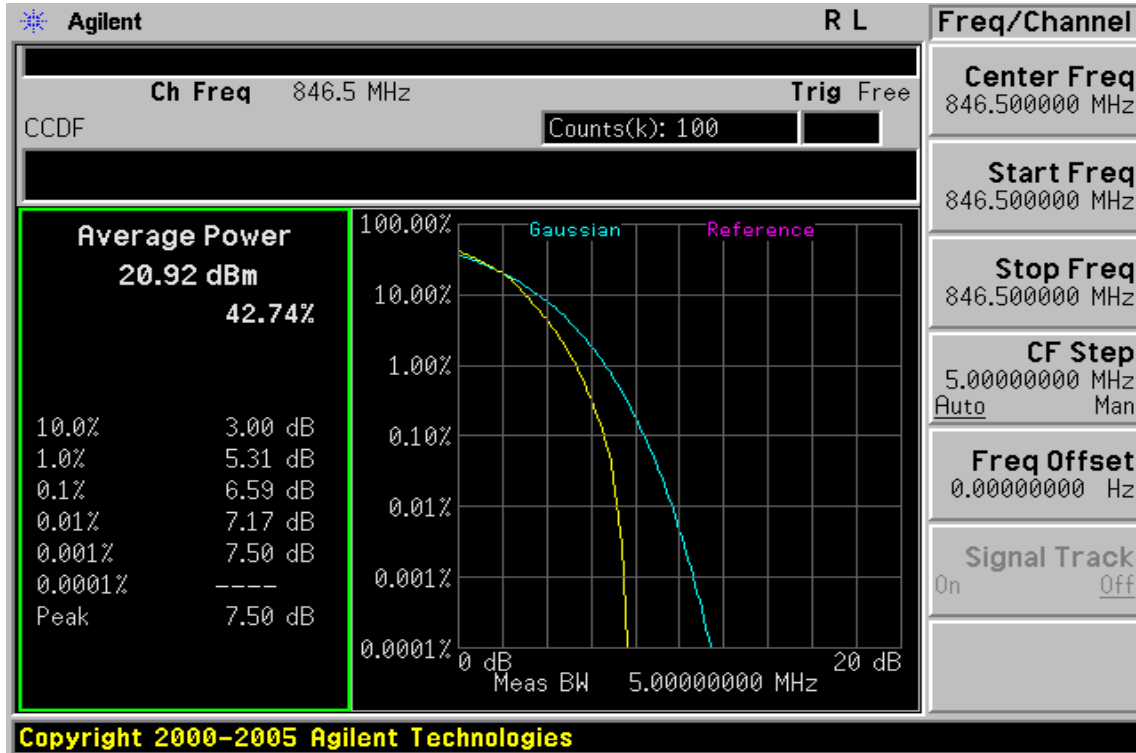 Agilent R L
Ch Freq 846.5 MHz Trig Free
CCDF Counts(k): 100
Average Power
20.92 dBm
42.74%
10.0% 3.00 dB
1.0% 5.31 dB
0.1% 6.59 dB
0.01% 7.17 dB
0.001% 7.50 dB
0.0001% ----
Peak 7.50 dB
Gaussian Reference
100.00%
10.00%
1.00%
0.10%
0.01%
0.001%
0.0001%
0 dB 20 dB
Meas BW 5.00000000 MHz
Freq/Channel
Center Freq
846.500000 MHz
Start Freq
846.500000 MHz
Stop Freq
846.500000 MHz
CF Step
5.00000000 MHz
Auto Man
Freq Offset
0.00000000 Hz
Signal Track
On Off
Copyright 2000-2005 Agilent Technologies